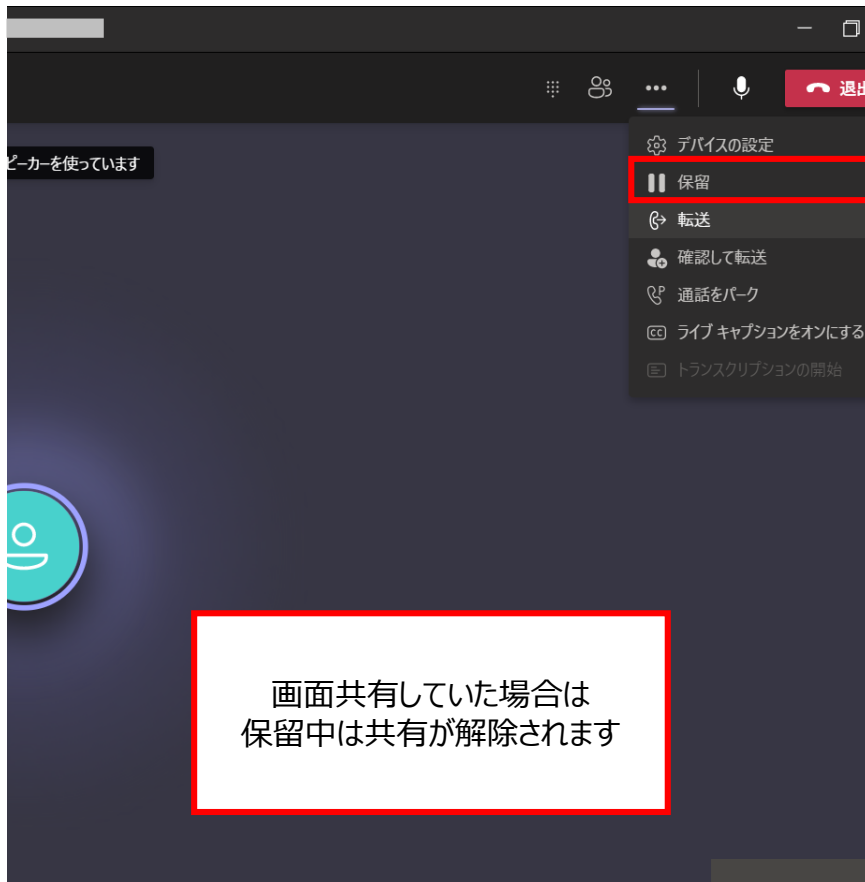 退出
ピーカーを使っています
デバイスの設定
保留
転送
確認して転送
通話をパーク
CC ライブ キャプションをオンにする
トランスクリプションの開始
画面共有していた場合は
保留中は共有が解除されます